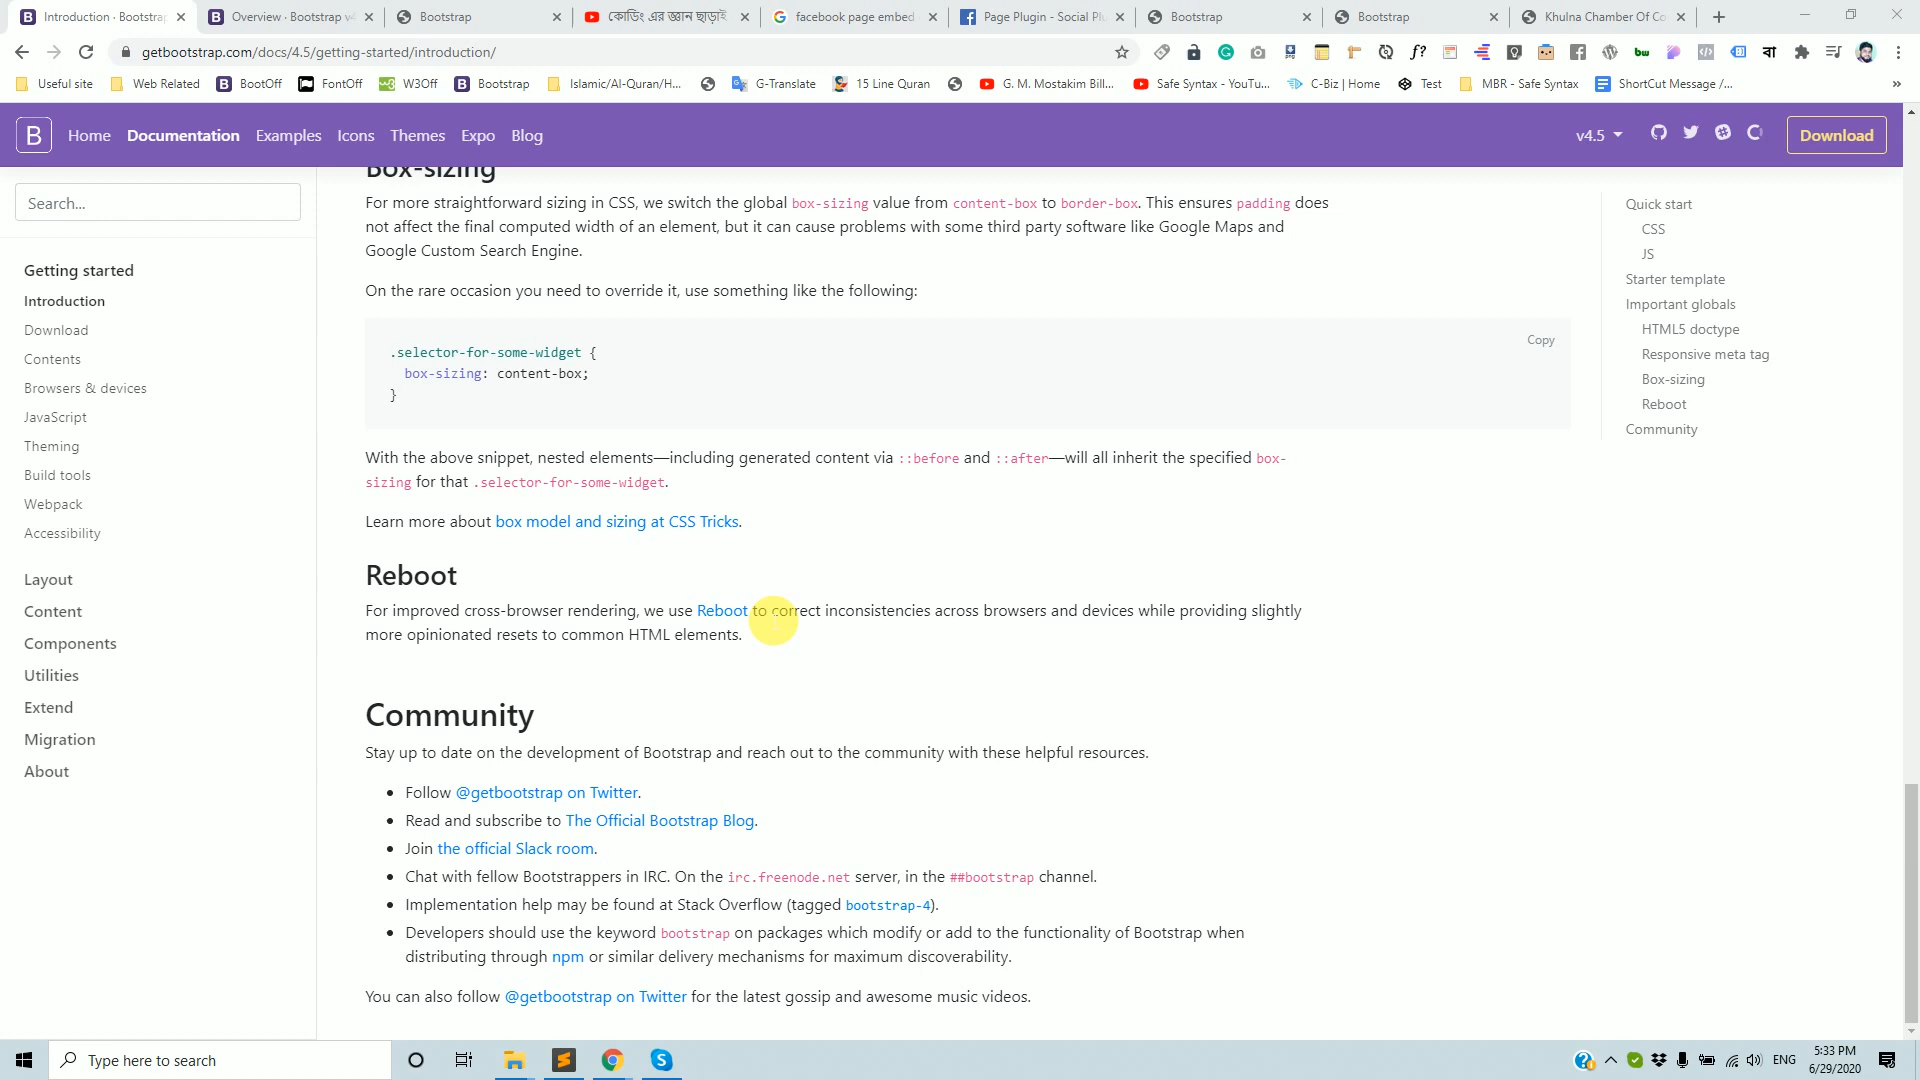 Introduction · Bootstrap
Overview · Bootstrap v4
Bootstrap
কোডিং এর জ্ঞান ছাড়াই
facebook page embed
Page Plugin - Social Plu
Bootstrap
Bootstrap
Khulna Chamber Of Co
getbootstrap.com/docs/4.5/getting-started/introduction/
Useful site
Web Related
BootOff
FontOff
W3Off
Bootstrap
Islamic/Al-Quran/H...
G-Translate
15 Line Quran
G. M. Mostakim Bill...
Safe Syntax - YouTu...
C-Biz | Home
Test
MBR - Safe Syntax
ShortCut Message /...
»
B Home Documentation Examples Icons Themes Expo Blog
v4.5
Download
Search...
Getting started
Introduction
Download
Contents
Browsers & devices
JavaScript
Theming
Build tools
Webpack
Accessibility
Layout
Content
Components
Utilities
Extend
Migration
About
Box-sizing
For more straightforward sizing in CSS, we switch the global box-sizing value from content-box to border-box. This ensures padding does
not affect the final computed width of an element, but it can cause problems with some third party software like Google Maps and
Google Custom Search Engine.
On the rare occasion you need to override it, use something like the following:
Copy
.selector-for-some-widget {
box-sizing: content-box;
}
With the above snippet, nested elements—including generated content via ::before and ::after—will all inherit the specified box-
sizing for that .selector-for-some-widget.
Learn more about box model and sizing at CSS Tricks.
Reboot
For improved cross-browser rendering, we use Reboot to correct inconsistencies across browsers and devices while providing slightly
more opinionated resets to common HTML elements.
Community
Stay up to date on the development of Bootstrap and reach out to the community with these helpful resources.
Follow @getbootstrap on Twitter.
Read and subscribe to The Official Bootstrap Blog.
Join the official Slack room.
Chat with fellow Bootstrappers in IRC. On the irc.freenode.net server, in the ##bootstrap channel.
Implementation help may be found at Stack Overflow (tagged bootstrap-4).
Developers should use the keyword bootstrap on packages which modify or add to the functionality of Bootstrap when
distributing through npm or similar delivery mechanisms for maximum discoverability.
You can also follow @getbootstrap on Twitter for the latest gossip and awesome music videos.
Quick start
CSS
JS
Starter template
Important globals
HTML5 doctype
Responsive meta tag
Box-sizing
Reboot
Community
Type here to search
ENG
5:33 PM
6/29/2020